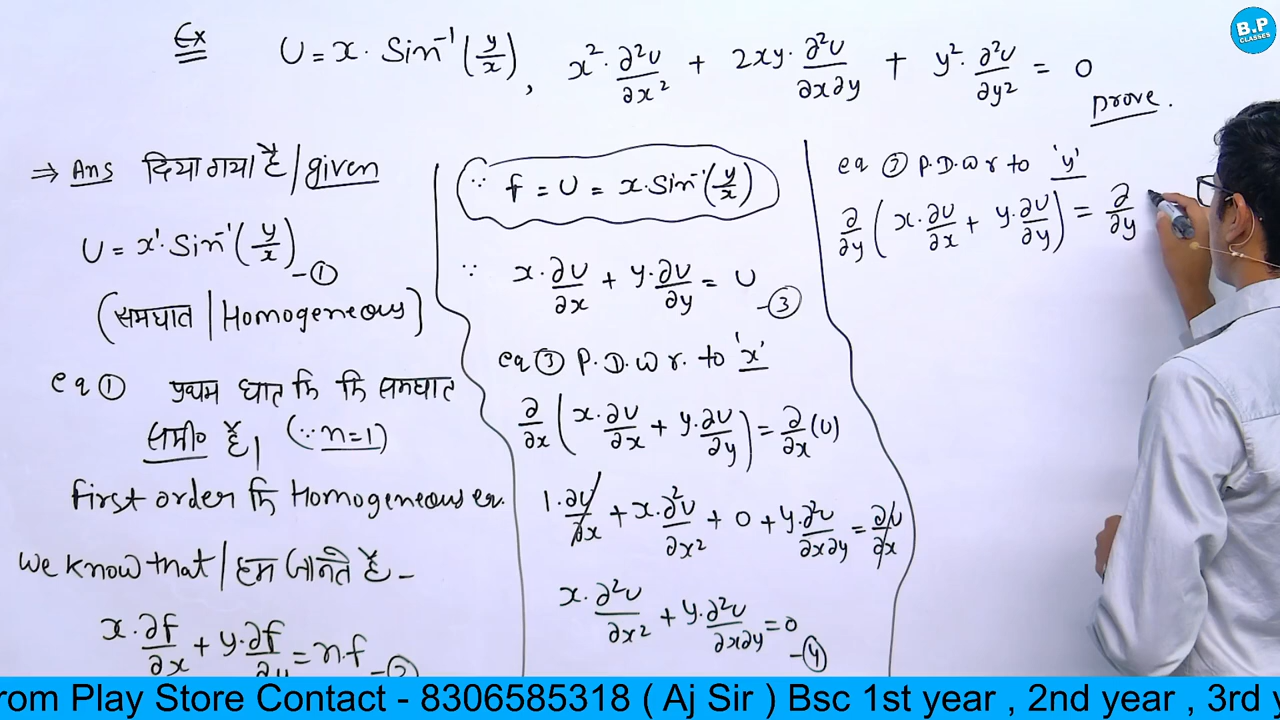 Ex U = x · Sin⁻¹(y/x), x² · ∂²U/∂x² + 2xy · ∂²U/∂x∂y + y² · ∂²U/∂y² = 0
Prove.
⇒ Ans दिया गया है / given
U = x¹ · Sin⁻¹(y/x) –①
(समघात / Homogeneous)
eq ① प्रथम घात कि कि समघात
समी० है। (∵ n=1)
first order कि Homogeneous eq.
We know that / हम जानते हैं –
x · ∂f/∂x + y · ∂f/∂y = n.f –②
∵ f = U = x · Sin⁻¹(y/x)
∵ x · ∂U/∂x + y · ∂U/∂y = U –③
eq ③ P. D. W r. to 'x'
∂/∂x (x · ∂U/∂x + y · ∂U/∂y) = ∂/∂x (U)
1 · ∂U/∂x + x · ∂²U/∂x² + 0 + y · ∂²U/∂x∂y = ∂U/∂x
x · ∂²U/∂x² + y · ∂²U/∂x∂y = 0 –④
eq ③ P. D. W r to 'y'
∂/∂y (x · ∂U/∂x + y · ∂U/∂y) = ∂/∂y
B.P
CLASSES
rom Play Store Contact - 8306585318 ( Aj Sir ) Bsc 1st year , 2nd year , 3rd y